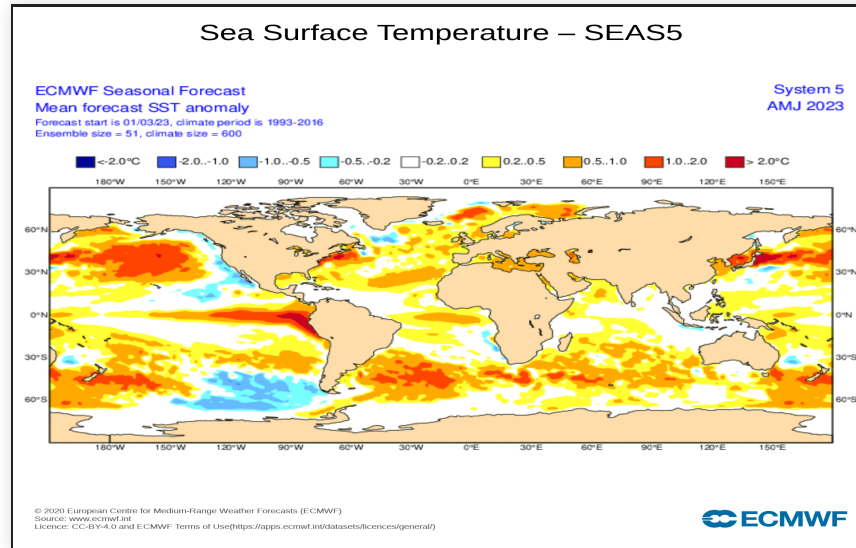 Sea Surface Temperature – SEAS5
ECMWF Seasonal Forecast
Mean forecast SST anomaly
Forecast start is 01/03/23, climate period is 1993-2016
Ensemble size = 51, climate size = 600
System 5
AMJ 2023
<-2.0°C -2.0..-1.0 -1.0..-0.5 -0.5..-0.2 -0.2..0.2 0.2..0.5 0.5..1.0 1.0..2.0 > 2.0°C
180°W 150°W 120°W 90°W 60°W 30°W 0°E 30°E 60°E 90°E 120°E 150°E
60°N 60°N
30°N 30°N
0°N 0°N
30°S 30°S
60°S 60°S
180°W 150°W 120°W 90°W 60°W 30°W 0°E 30°E 60°E 90°E 120°E 150°E
© 2020 European Centre for Medium-Range Weather Forecasts (ECMWF)
Source: www.ecmwf.int
Licence: CC-BY-4.0 and ECMWF Terms of Use(https://apps.ecmwf.int/datasets/licences/general/)
ECMWF